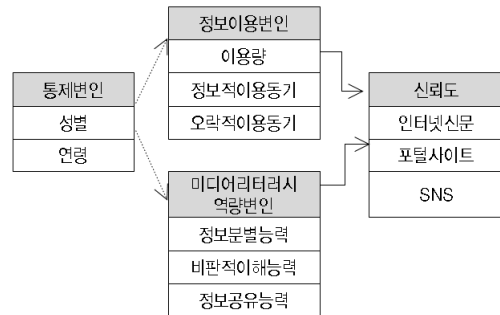 정보이용변인
이용량
정보적이용동기
오락적이용동기
통제변인
성별
연령
신뢰도
인터넷신문
포털사이트
SNS
미디어리터러시
역량변인
정보분별능력
비판적이해능력
정보공유능력